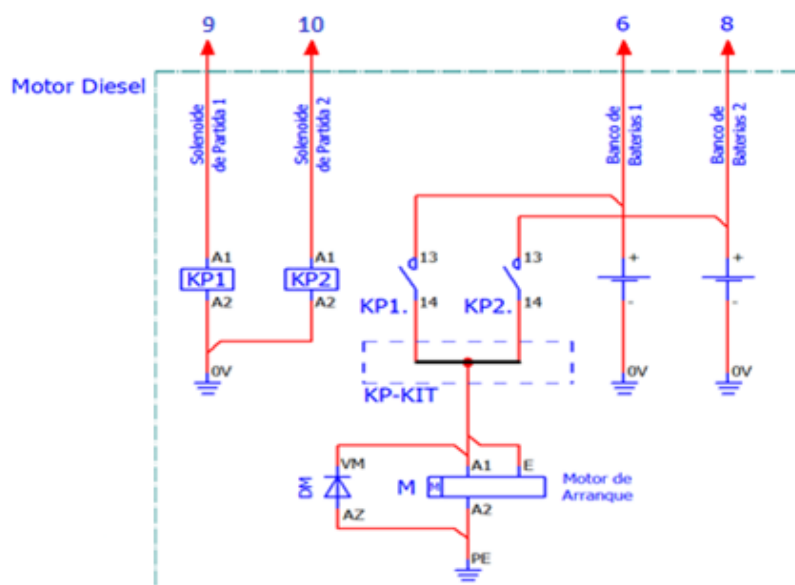 9
10
6
8
Motor Diesel
Solenoide
de Partida 1
Solenoide
de Partida 2
Banco de
Baterias 1
Banco de
Baterias 2
A1
A1
13
13
+
+
KP1
KP2
A2
A2
KP1.
14
KP2.
14
-
-
0V
0V
0V
KP-KIT
VM
A1
E
DM
M
M
Motor de
Arranque
AZ
A2
PE